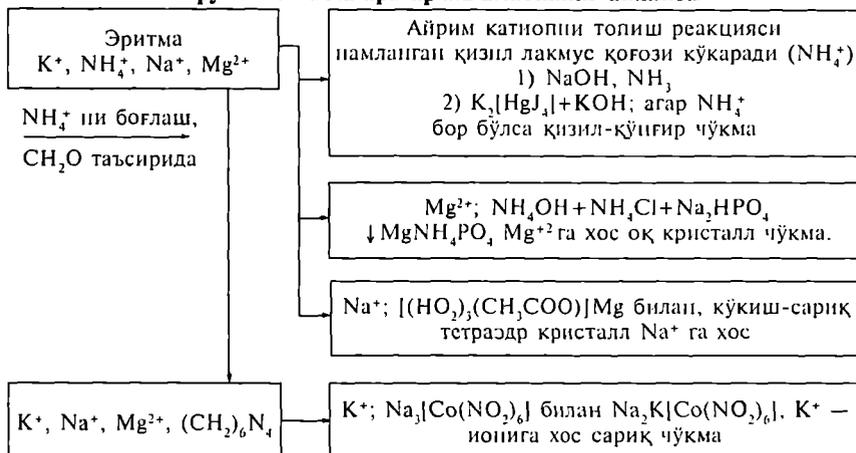 Эритма
K⁺, NH₄⁺, Na⁺, Mg²⁺
NH₄⁺ ни боғлаш,
CH₂O таъсирида
Айрим катионни топиш реакцияси
намланган қизил лакмус қоғози кўкаради (NH₄⁺)
1) NaOH, NH₃
2) K₂[HgJ₄]+KOH; агар NH₄⁺
бор бўлса қизил-қўнғир чўкма
Mg²⁺; NH₄OH+NH₄Cl+Na₂HPO₄
↓MgNH₄PO₄ Mg⁺² га хос оқ кристалл чўкма.
Na⁺; [(HO₂)₃(CH₃COO)]Mg билан, кўкиш-сариқ
тетраэдр кристалл Na⁺ га хос
K⁺, Na⁺, Mg²⁺, (CH₂)₆N₄
K⁺; Na₃[Co(NO₂)₆] билан Na₂K[Co(NO₂)₆], K⁺ –
ионига хос сариқ чўкма